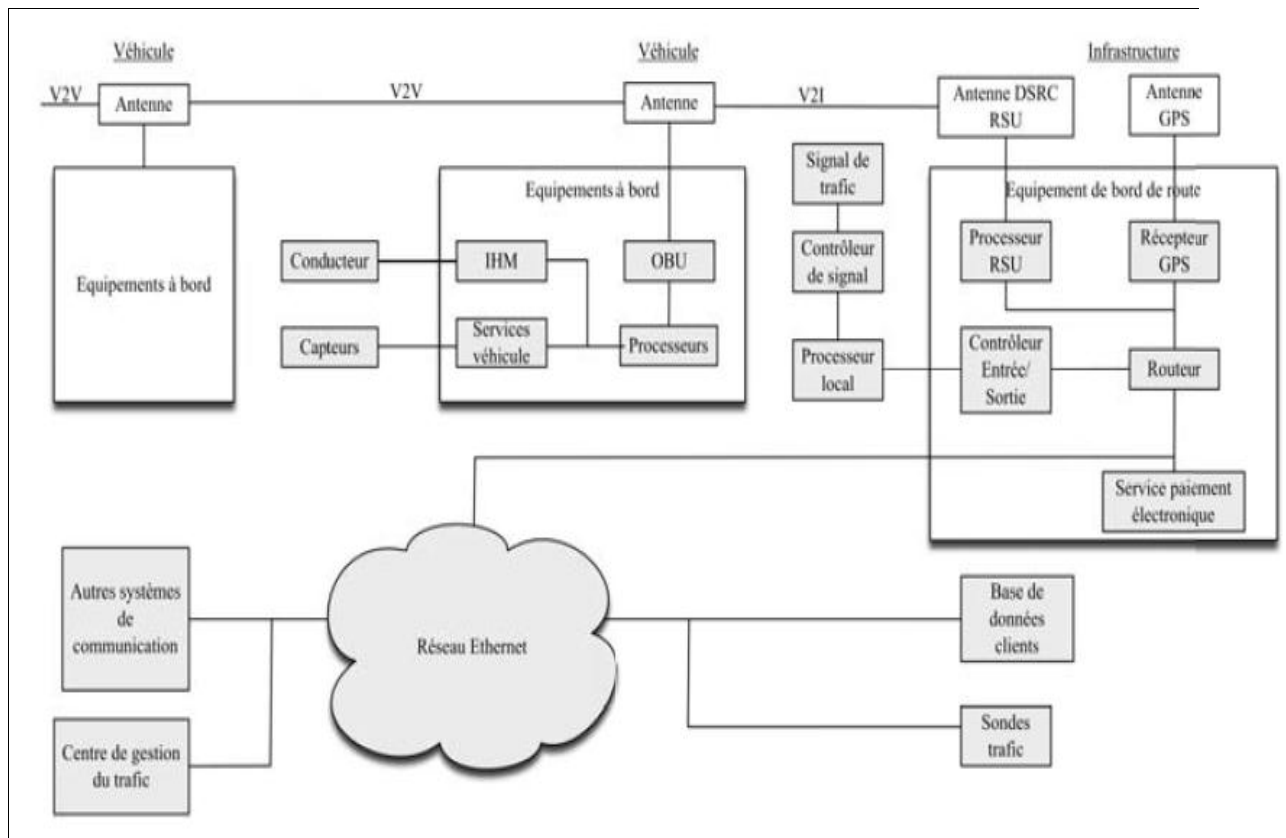 Véhicule
Véhicule
Infrastructure
V2V
Antenne
V2V
Antenne
V2I
Antenne DSRC
RSU
Antenne
GPS
Equipements à bord
Equipements à bord
Conducteur
IHM
OBU
Capteurs
Services
véhicule
Processeurs
Signal de
trafic
Contrôleur
de signal
Processeur
local
Equipement de bord de route
Processeur
RSU
Récepteur
GPS
Contrôleur
Entrée/
Sortie
Routeur
Service paiement
électronique
Autres systèmes
de
communication
Centre de gestion
du trafic
Réseau Ethernet
Base de
données
clients
Sondes
trafic